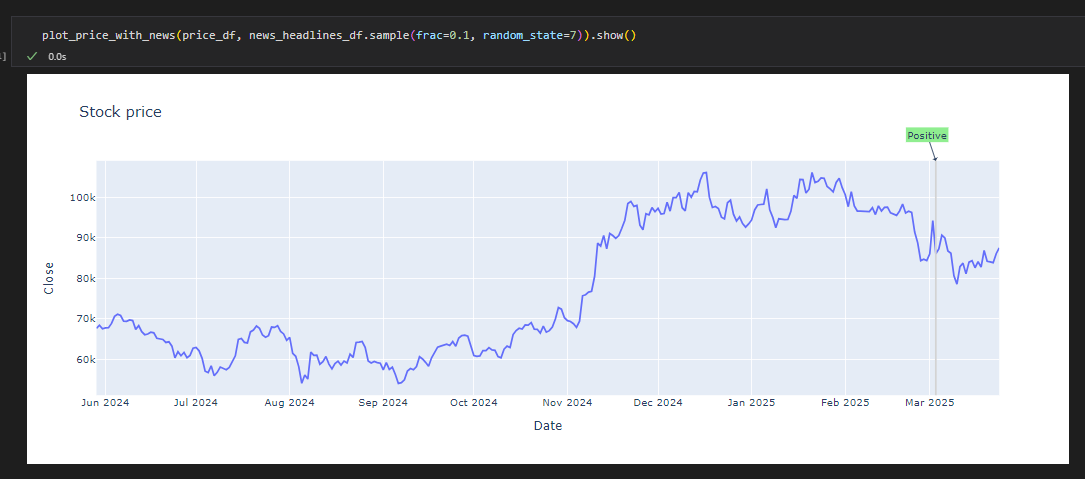 plot_price_with_news(price_df, news_headlines_df.sample(frac=0.1, random_state=7)).show()
]
✓ 0.0s
Stock price
Positive
100k
90k
80k
70k
60k
Close
Jun 2024 Jul 2024 Aug 2024 Sep 2024 Oct 2024 Nov 2024 Dec 2024 Jan 2025 Feb 2025 Mar 2025
Date